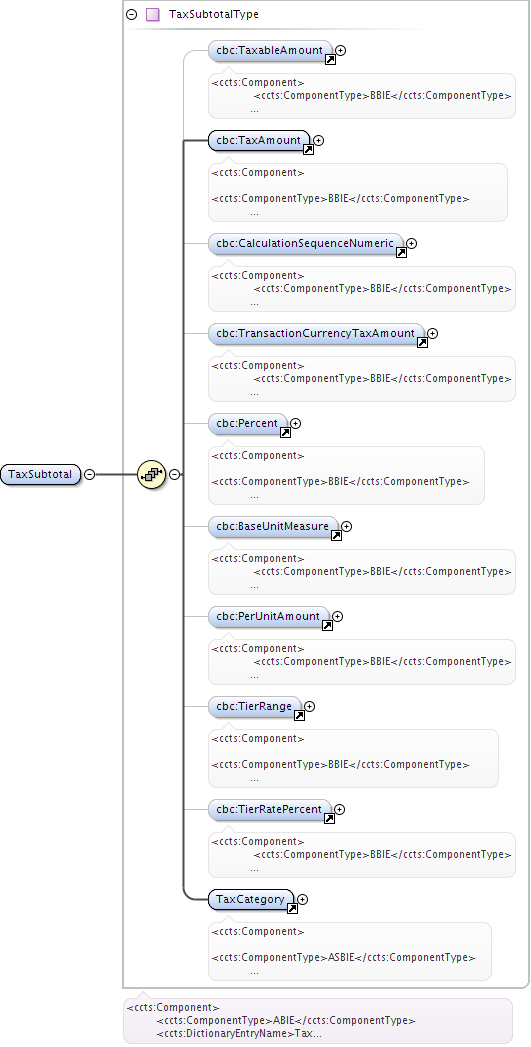 TaxSubtotalType
cbc:TaxableAmount
<ccts:Component>
<ccts:ComponentType>BBIE</ccts:ComponentType>
...
cbc:TaxAmount
<ccts:Component>
<ccts:ComponentType>BBIE</ccts:ComponentType>
...
cbc:CalculationSequenceNumeric
<ccts:Component>
<ccts:ComponentType>BBIE</ccts:ComponentType>
...
cbc:TransactionCurrencyTaxAmount
<ccts:Component>
<ccts:ComponentType>BBIE</ccts:ComponentType>
...
cbc:Percent
<ccts:Component>
<ccts:ComponentType>BBIE</ccts:ComponentType>
...
TaxSubtotal
cbc:BaseUnitMeasure
<ccts:Component>
<ccts:ComponentType>BBIE</ccts:ComponentType>
...
cbc:PerUnitAmount
<ccts:Component>
<ccts:ComponentType>BBIE</ccts:ComponentType>
...
cbc:TierRange
<ccts:Component>
<ccts:ComponentType>BBIE</ccts:ComponentType>
...
cbc:TierRatePercent
<ccts:Component>
<ccts:ComponentType>BBIE</ccts:ComponentType>
...
TaxCategory
<ccts:Component>
<ccts:ComponentType>ASBIE</ccts:ComponentType>
...
<ccts:Component>
<ccts:ComponentType>ABIE</ccts:ComponentType>
<ccts:DictionaryEntryName>Tax...